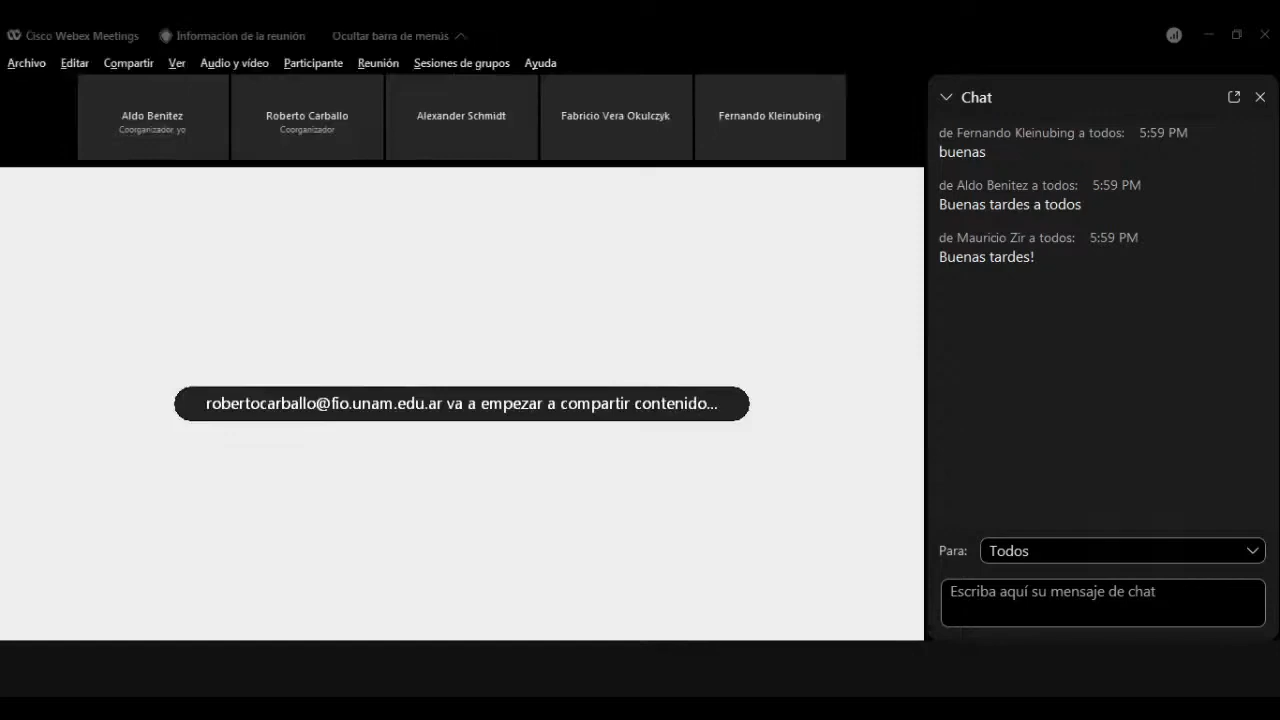 Cisco Webex Meetings Información de la reunión Ocultar barra de menús
Archivo Editar Compartir Ver Audio y vídeo Participante Reunión Sesiones de grupos Ayuda
Aldo Benitez
Coorganizador, yo
Roberto Carballo
Coorganizador
Alexander Schmidt
Fabricio Vera Okulczyk
Fernando Kleinubing
robertocarballo@fio.unam.edu.ar va a empezar a compartir contenido...
Chat
de Fernando Kleinubing a todos: 5:59 PM
buenas
de Aldo Benitez a todos: 5:59 PM
Buenas tardes a todos
de Mauricio Zir a todos: 5:59 PM
Buenas tardes!
Para: Todos
Escriba aquí su mensaje de chat